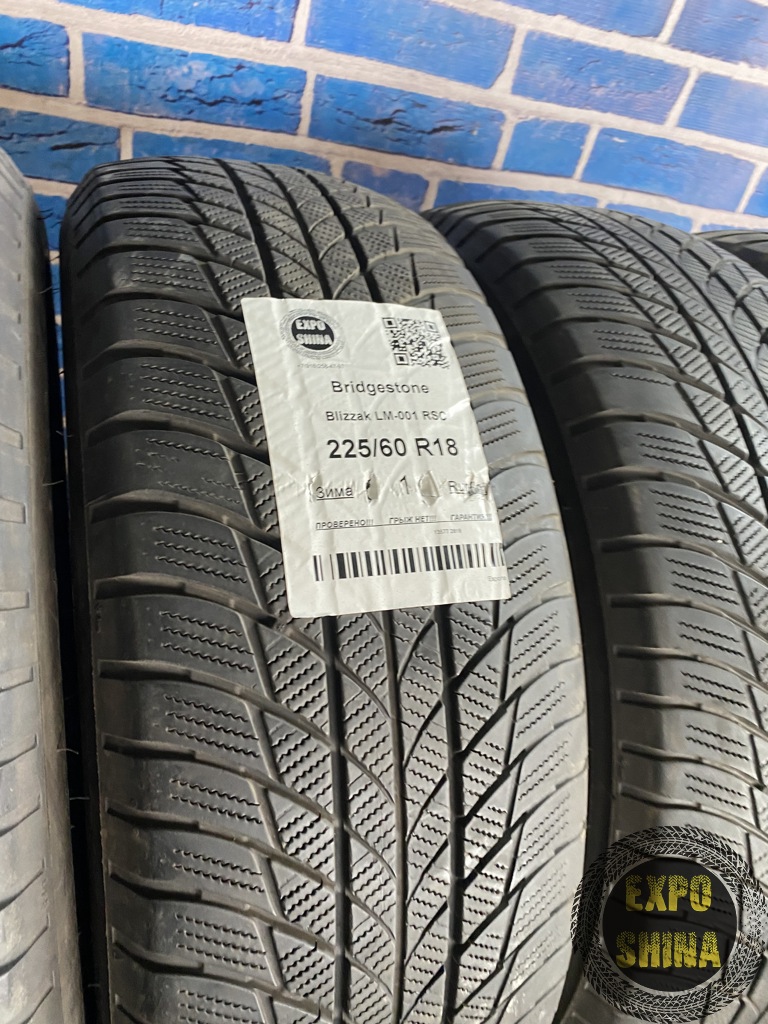 EXPO
SHINA
Bridgestone
Blizzak LM-001 RSC
225/60 R18
Зима 1
ПРОВЕРЕНО!!! ГРЫЖ НЕТ!!!
EXPO
SHINA